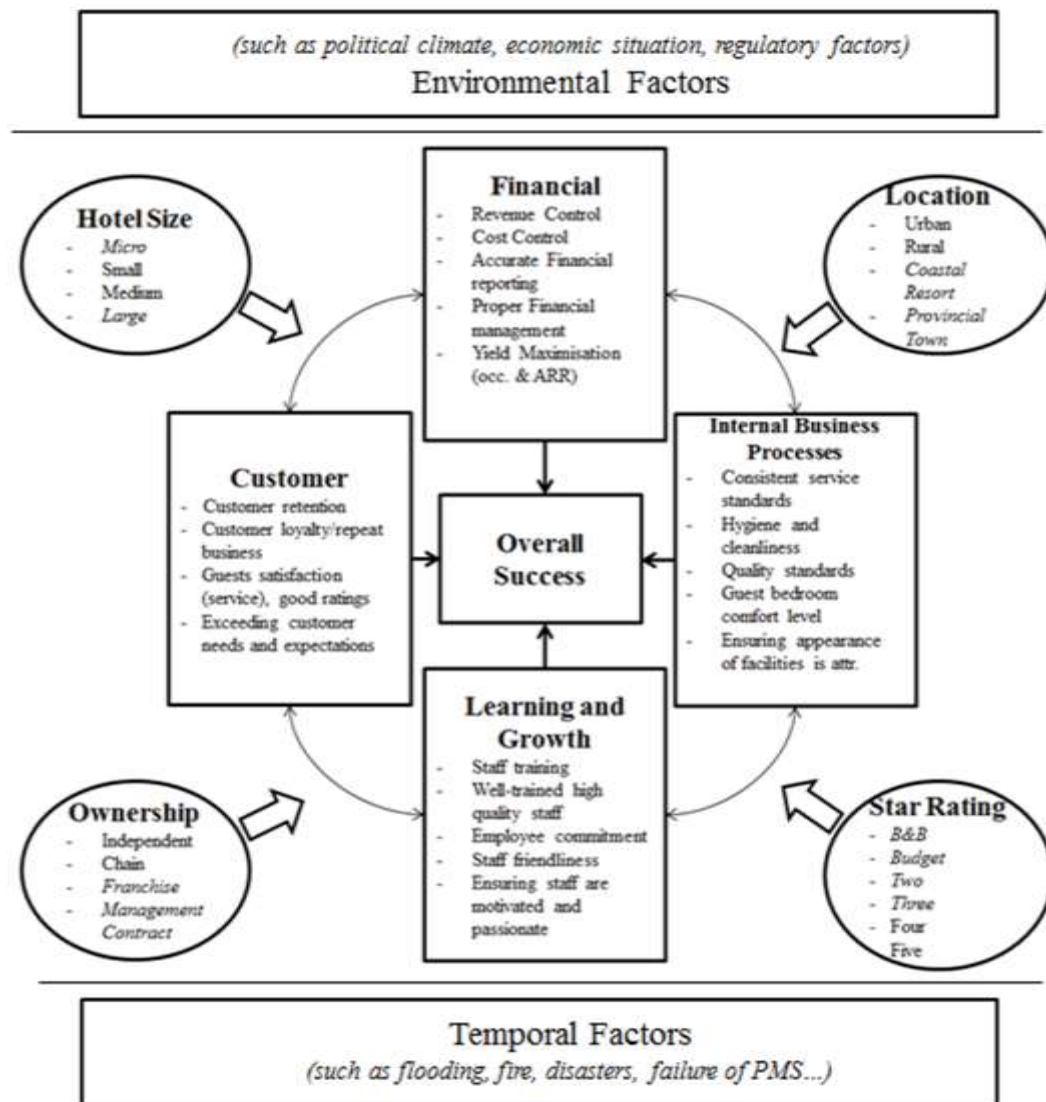 (such as political climate, economic situation, regulatory factors)
Environmental Factors
Hotel Size
- Micro
- Small
- Medium
- Large
Financial
- Revenue Control
- Cost Control
- Accurate Financial
reporting
- Proper Financial
management
- Yield Maximisation
(occ. & ARR)
Location
- Urban
- Rural
- Coastal
Resort
- Provincial
Town
Customer
- Customer retention
- Customer loyalty/repeat
business
- Guests satisfaction
(service), good ratings
- Exceeding customer
needs and expectations
Overall
Success
Internal Business
Processes
- Consistent service
standards
- Hygiene and
cleanliness
- Quality standards
- Guest bedroom
comfort level
- Ensuring appearance
of facilities is attr.
Learning and
Growth
- Staff training
- Well-trained high
quality staff
- Employee commitment
- Staff friendliness
- Ensuring staff are
motivated and
passionate
Ownership
- Independent
- Chain
- Franchise
- Management
Contract
Star Rating
- B&B
- Budget
- Two
- Three
- Four
Five
Temporal Factors
(such as flooding, fire, disasters, failure of PMS...)